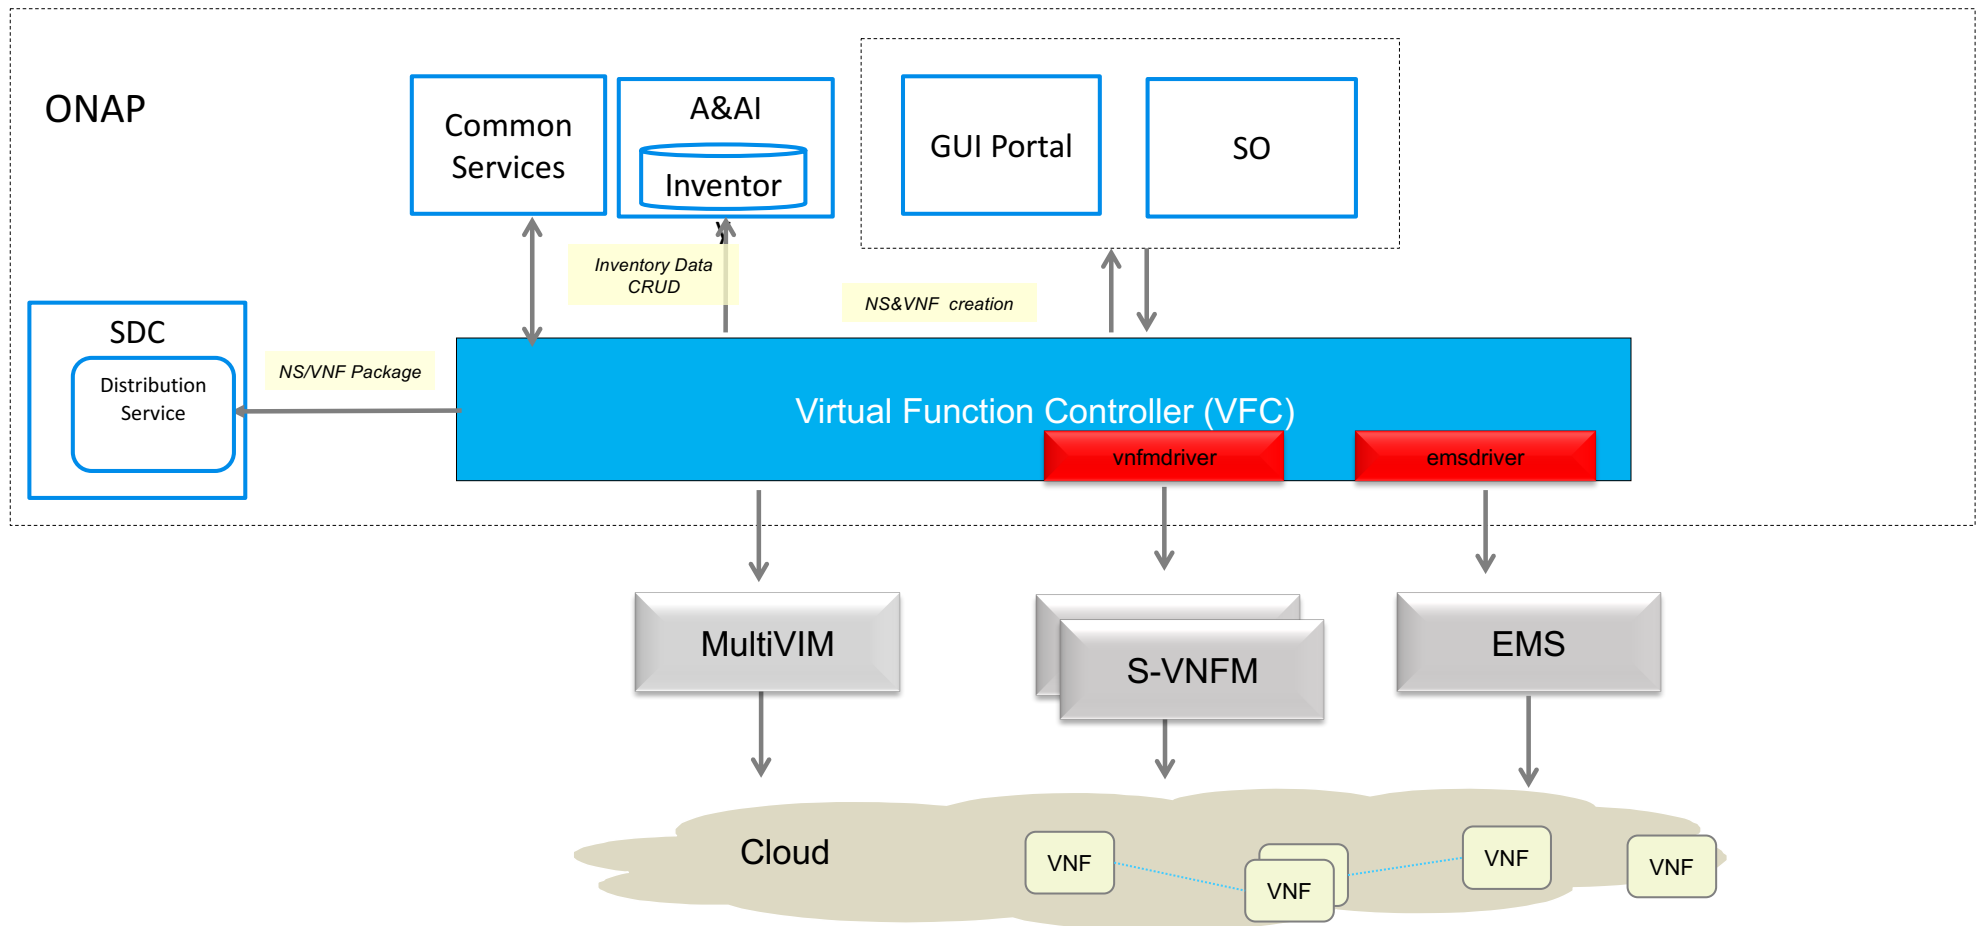 ONAP
Common
Services
A&AI
Inventor
y
GUI Portal
SO
Inventory Data
CRUD
NS&VNF creation
SDC
Distribution
Service
NS/VNF Package
Virtual Function Controller (VFC)
vnfmdriver
emsdriver
MultiVIM
S-VNFM
EMS
Cloud
VNF
VNF
VNF
VNF